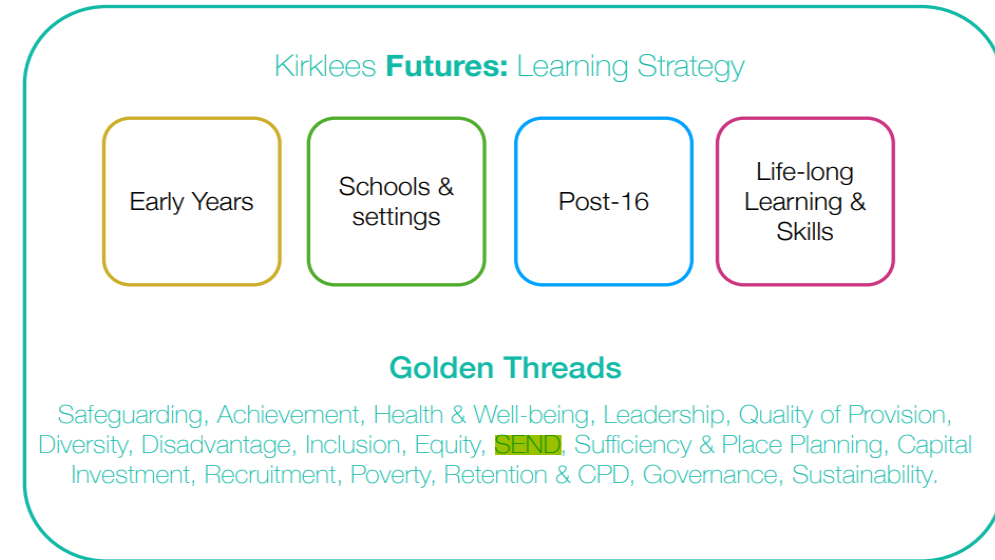 Kirklees Futures: Learning Strategy
Early Years
Schools &
settings
Post-16
Life-long
Learning &
Skills
Golden Threads
Safeguarding, Achievement, Health & Well-being, Leadership, Quality of Provision,
Diversity, Disadvantage, Inclusion, Equity, SEND, Sufficiency & Place Planning, Capital
Investment, Recruitment, Poverty, Retention & CPD, Governance, Sustainability.